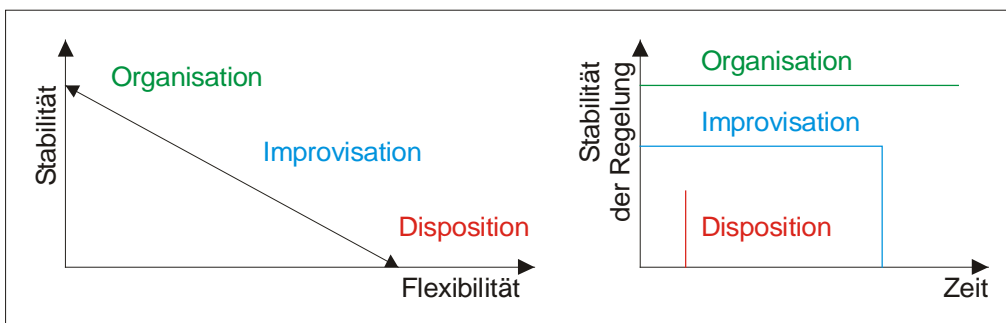 Stabilität
Organisation
Improvisation
Disposition
Flexibilität
Stabilität
der Regelung
Organisation
Improvisation
Disposition
Zeit